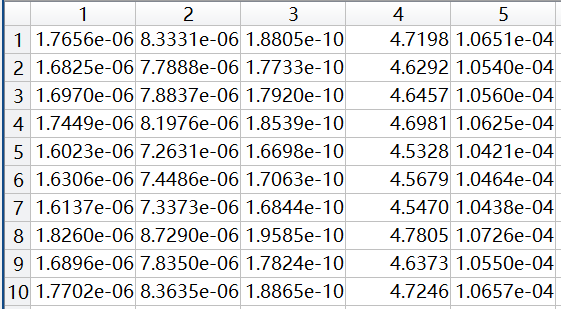 1 2 3 4 5
1 1.7656e-06 8.3331e-06 1.8805e-10 4.7198 1.0651e-04
2 1.6825e-06 7.7888e-06 1.7733e-10 4.6292 1.0540e-04
3 1.6970e-06 7.8837e-06 1.7920e-10 4.6457 1.0560e-04
4 1.7449e-06 8.1976e-06 1.8539e-10 4.6981 1.0625e-04
5 1.6023e-06 7.2631e-06 1.6698e-10 4.5328 1.0421e-04
6 1.6306e-06 7.4486e-06 1.7063e-10 4.5679 1.0464e-04
7 1.6137e-06 7.3373e-06 1.6844e-10 4.5470 1.0438e-04
8 1.8260e-06 8.7290e-06 1.9585e-10 4.7805 1.0726e-04
9 1.6896e-06 7.8350e-06 1.7824e-10 4.6373 1.0550e-04
10 1.7702e-06 8.3635e-06 1.8865e-10 4.7246 1.0657e-04